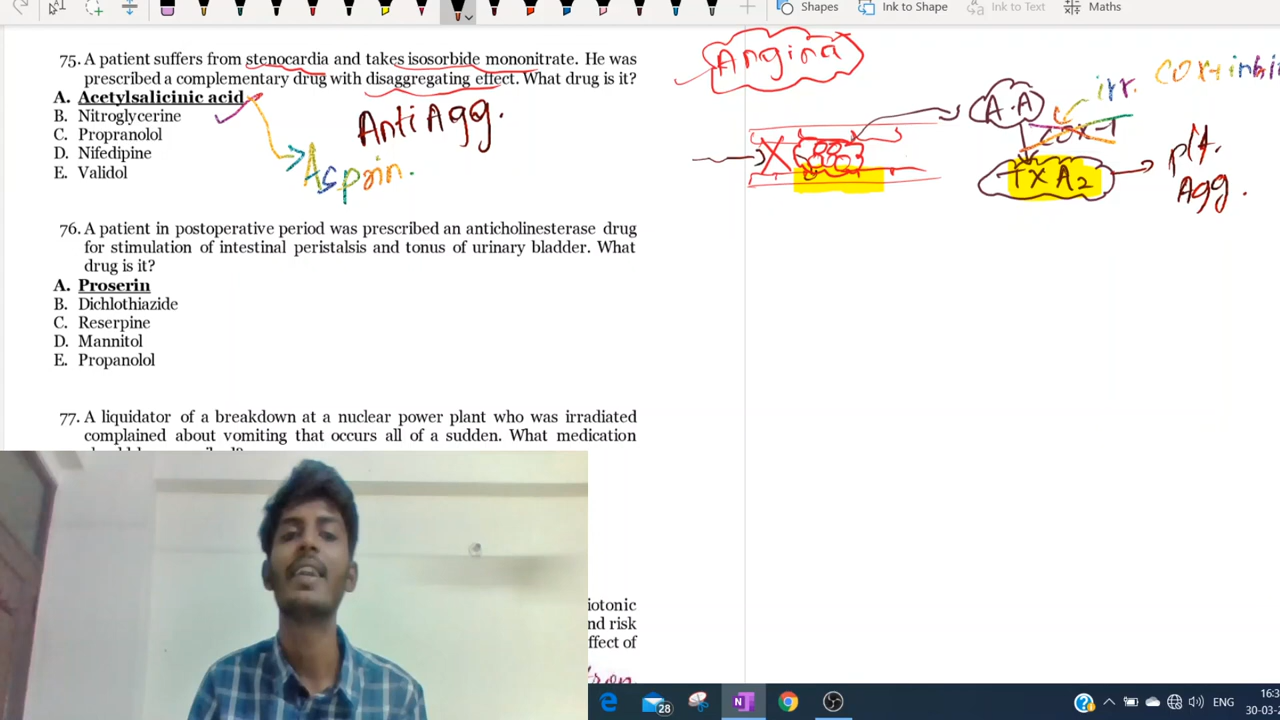 Shapes
Ink to Shape
Ink to Text
Maths
75. A patient suffers from stenocardia and takes isosorbide mononitrate. He was
prescribed a complementary drug with disaggregating effect. What drug is it?
A. Acetylsalicinic acid
B. Nitroglycerine
C. Propranolol
D. Nifedipine
E. Validol
Anti Agg.
Asprin.
Angina
A.A
irr.
COX-1
TXA2
plt.
Agg.
76. A patient in postoperative period was prescribed an anticholinesterase drug
for stimulation of intestinal peristalsis and tonus of urinary bladder. What
drug is it?
A. Proserin
B. Dichlothiazide
C. Reserpine
D. Mannitol
E. Propanolol
77. A liquidator of a breakdown at a nuclear power plant who was irradiated
complained about vomiting that occurs all of a sudden. What medication
iotonic
nd risk
ffect of
28
ENG
16:3
30-03-